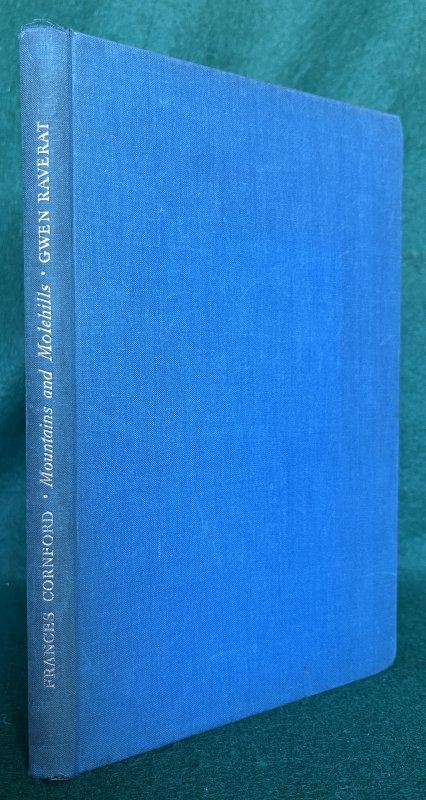 FRANCES CORNFORD · Mountains and Molehills · GWEN RAVERAT